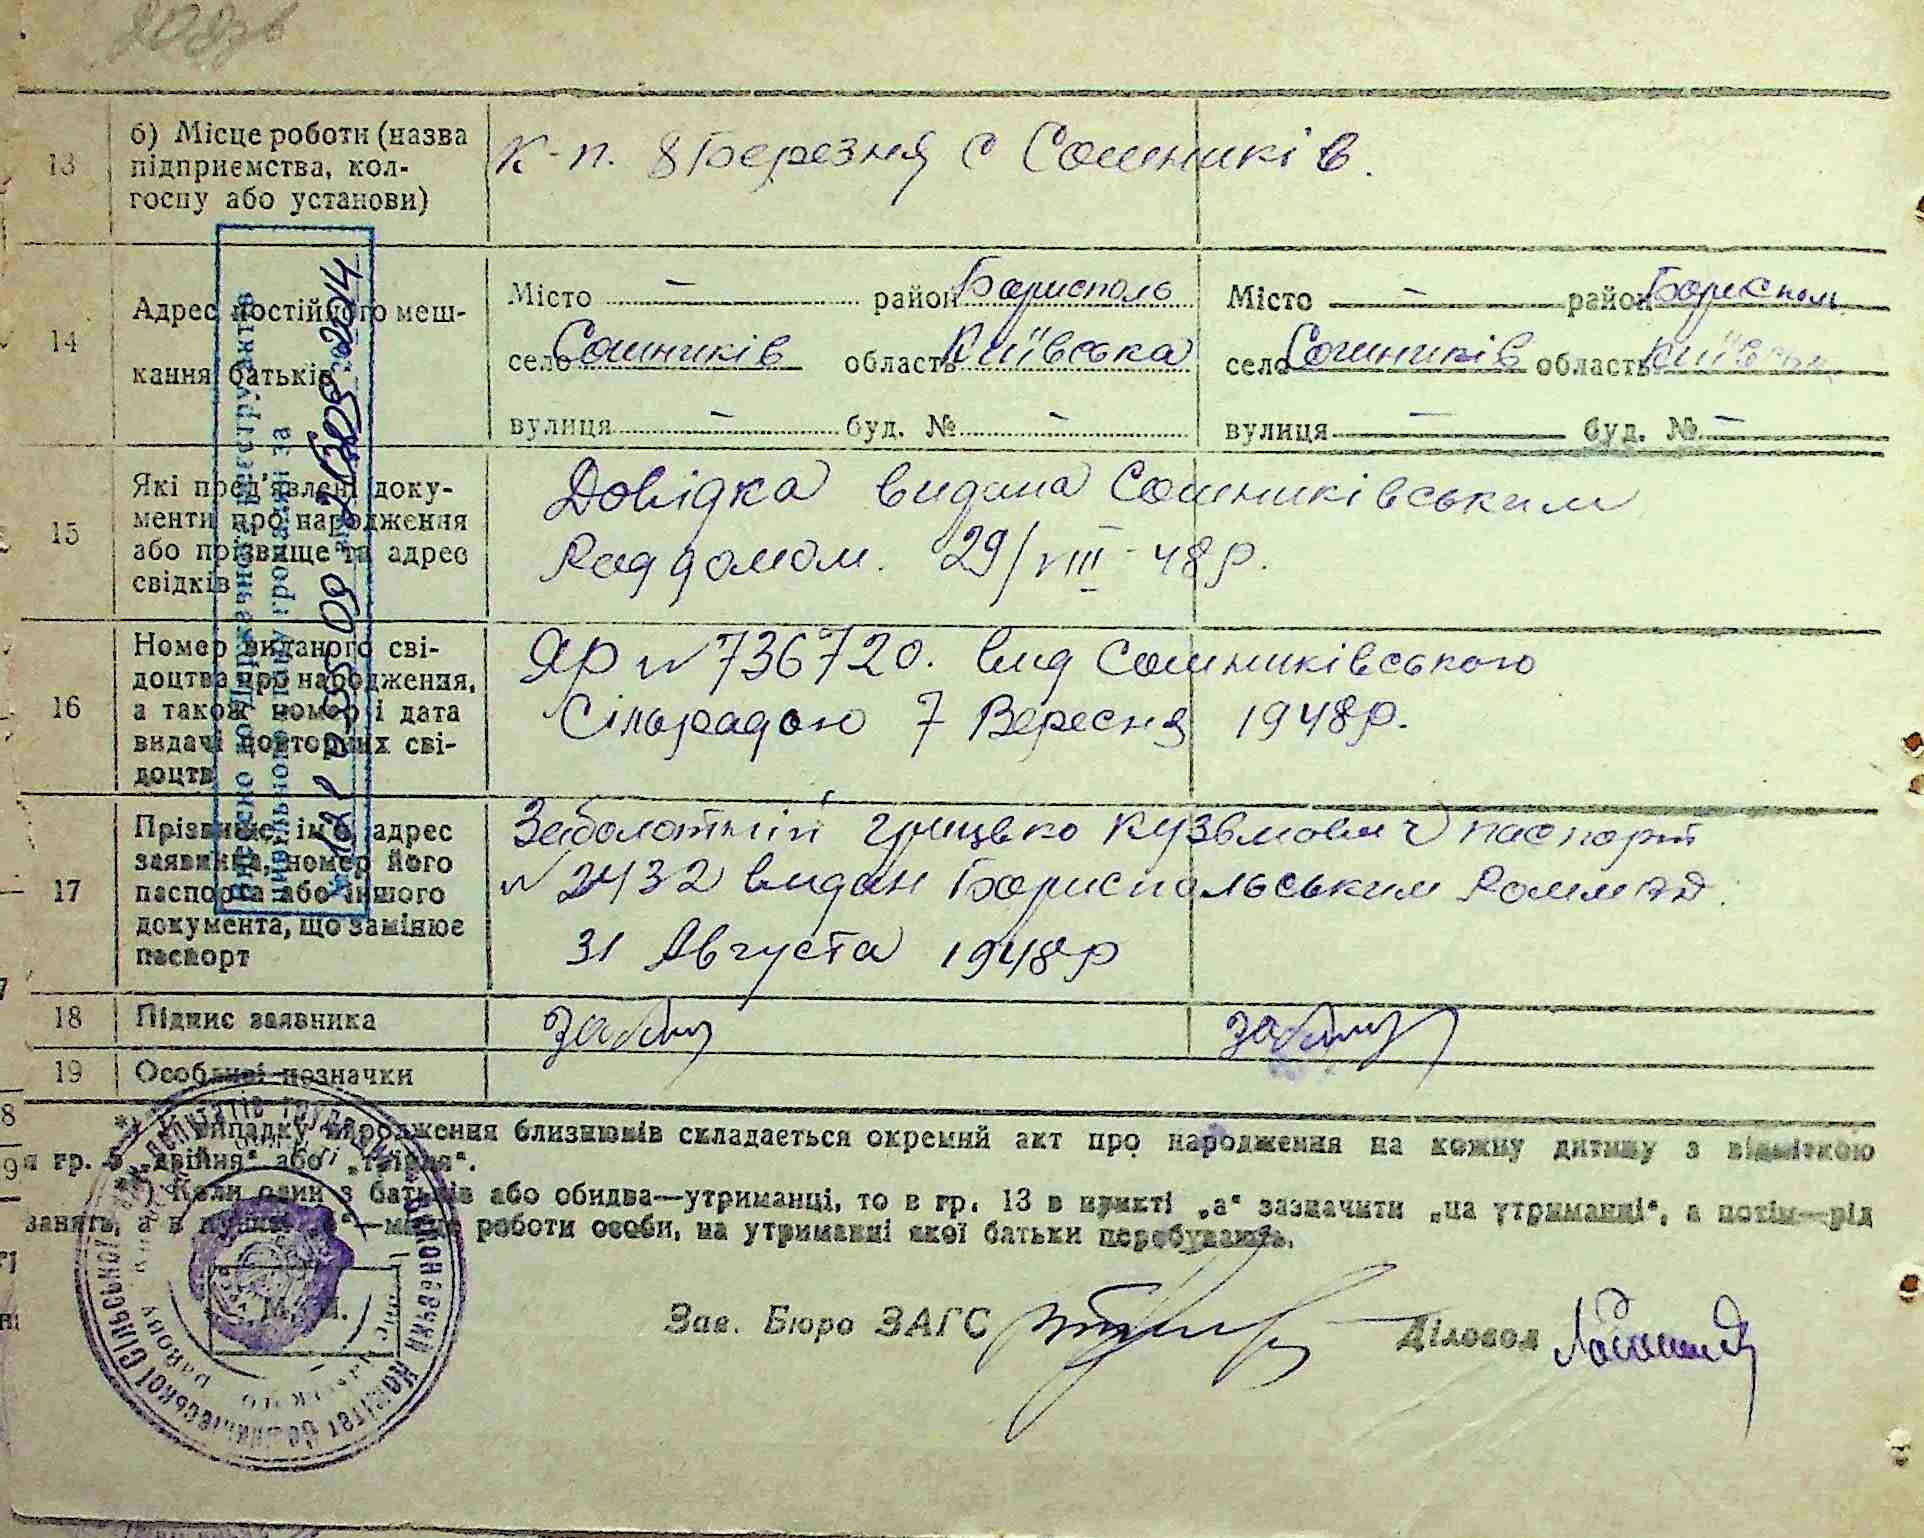 13
б) Місце роботи (назва
підприємства, кол-
госпу або установи)
к-п. 8 Березня с Сошників.
14
Адрес постійного меш-
кання батьків
Місто — район Бориспіль
село Сошників область Київська
вулиця — буд. № —
Місто — район Бориспіль
село Сошників область Київськ
вулиця — буд. № —
15
Які пред'явлені доку-
менти про народження
або прізвище та адрес
свідків
Довідка видана Сошниківським
Роддомом. 29/VIII-48р.
16
Номер виданого сві-
доцтва про народження,
а також номер і дата
видачі повторних сві-
доцтв
ЯР № 736720. вид Сошниківського
Сільрадою 7 Вересня 1948р.
17
Прізвище, ім'я, адрес
заявника, номер його
паспорта або іншого
документа, що замінює
паспорт
Заболотній Грицько Кузьмович паспорт
№ 2432 видан Бориспольським
31 Августа 1948р
18
Підпис заявника
19
Особливі позначки
*) У випадку народження близнюків складається окремий акт про народження на кожну дитину з відміткою
в гр. 5 „двійня“ або „трійня“.
**) Коли один з батьків або обидва—утриманці, то в гр. 13 в пункті „а“ зазначити „на утриманні“, а потім—рід
занять, а в пункті „б“—місце роботи особи, на утриманні якої батьки перебувають.
Зав. Бюро ЗАГС
Діловод